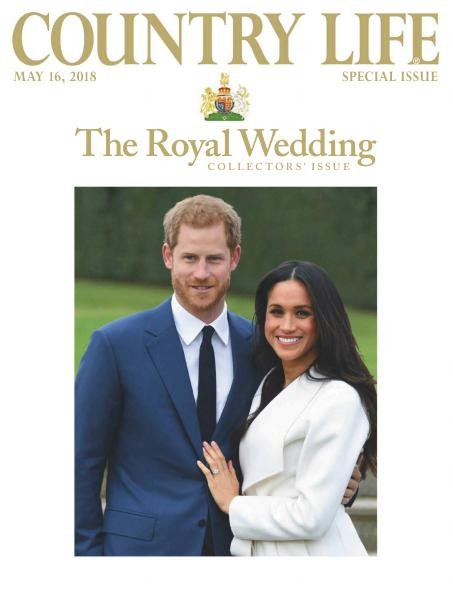 COUNTRY LIFE®
MAY 16, 2018 SPECIAL ISSUE
The Royal Wedding
COLLECTORS' ISSUE